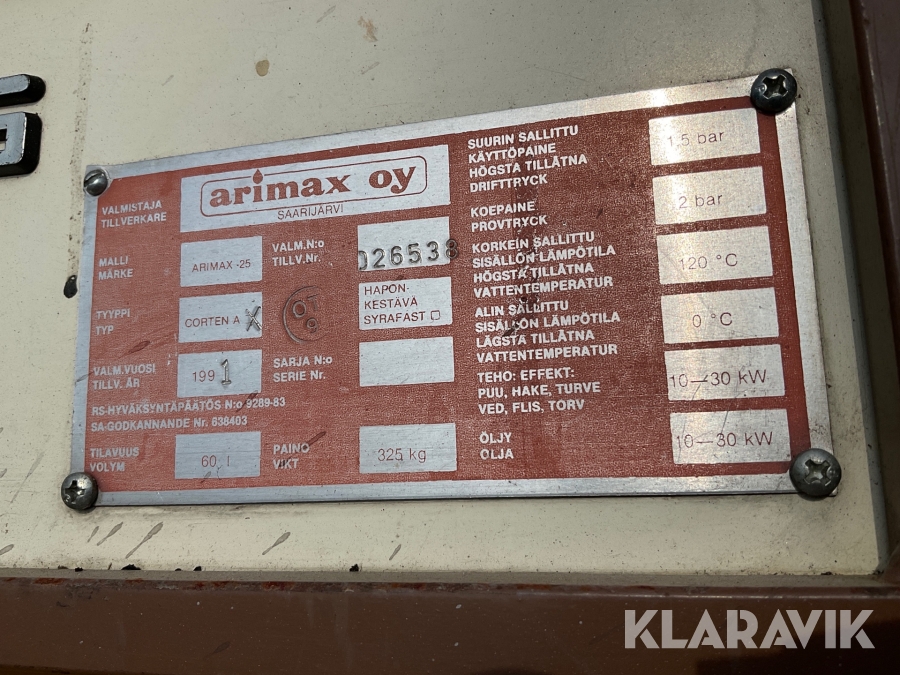 VALMISTAJA
TILLVERKARE
arimax oy
SAARIJÄRVI
MALLI
MÄRKE
ARIMAX -25
VALM.N:o
TILLV.Nr.
026538
TYYPPI
TYP
CORTEN A X
HAPON-
KESTÄVÄ
SYRAFAST
VALM.VUOSI
TILLV. ÅR
1991
SARJA N:o
SERIE Nr.
RS-HYVÄKSYNTÄPÄÄTÖS N:o 9289-83
SA-GODKANNANDE Nr. 638403
TILAVUUS
VOLYM
60 l
PAINO
VIKT
325 kg
SUURIN SALLITTU
KÄYTTÖPAINE
HÖGSTA TILLÅTNA
DRIFTTRYCK
1,5 bar
KOEPAINE
PROVTRYCK
2 bar
KORKEIN SALLITTU
SISÄLLÖN LÄMPÖTILA
HÖGSTA TILLÅTNA
VATTENTEMPERATUR
120 °C
ALIN SALLITTU
SISÄLLÖN LÄMPÖTILA
LÄGSTA TILLÅTNA
VATTENTEMPERATUR
0 °C
TEHO: EFFEKT:
PUU, HAKE, TURVE
VED, FLIS, TORV
10—30 kW
ÖLJY
OLJA
10—30 kW
KLARAVIK